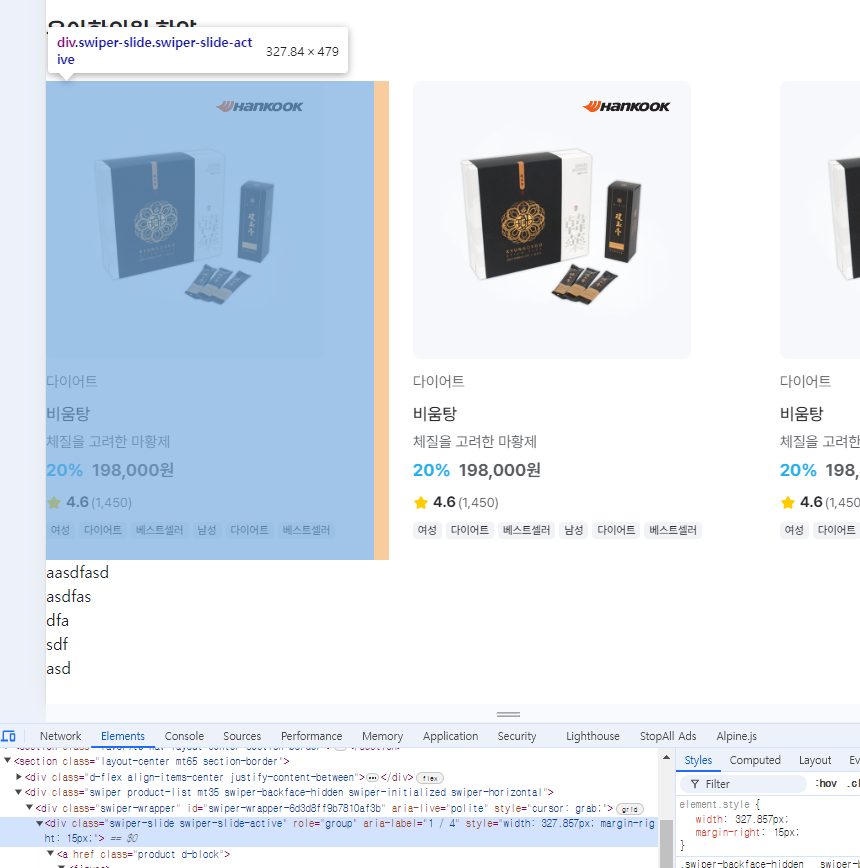 div.swiper-slide.swiper-slide-act
ive
327.84 × 479
HANKOOK
HANKOOK
다이어트
비움탕
체질을 고려한 마황제
20% 198,000원
4.6 (1,450)
여성 다이어트 베스트셀러 남성 다이어트 베스트셀러
다이어트
비움탕
체질을 고려한 마황제
20% 198,000원
4.6 (1,450)
여성 다이어트 베스트셀러 남성 다이어트 베스트셀러
다이어트
비움탕
체질을 고려한
20% 198,
4.6 (1,450
여성 다이어트
aasdfasd
asdfas
dfa
sdf
asd
Network Elements Console Sources Performance Memory Application Security Lighthouse StopAll Ads Alpine.js
<section class="layout-center mt65 section-border">
<div class="d-flex align-items-center justify-content-between">⋯</div> flex
<div class="swiper product-list mt35 swiper-backface-hidden swiper-initialized swiper-horizontal">
<div class="swiper-wrapper" id="swiper-wrapper-6d3d8ff9b7810af3b" aria-live="polite" style="cursor: grab;"> grid
<div class="swiper-slide swiper-slide-active" role="group" aria-label="1 / 4" style="width: 327.857px; margin-rig
ht: 15px;"> == $0
<a href class="product d-block">
Styles Computed Layout Ev
Filter :hov .cl
element.style {
width: 327.857px;
margin-right: 15px;
}
.swiper-backface-hidden .swiper-